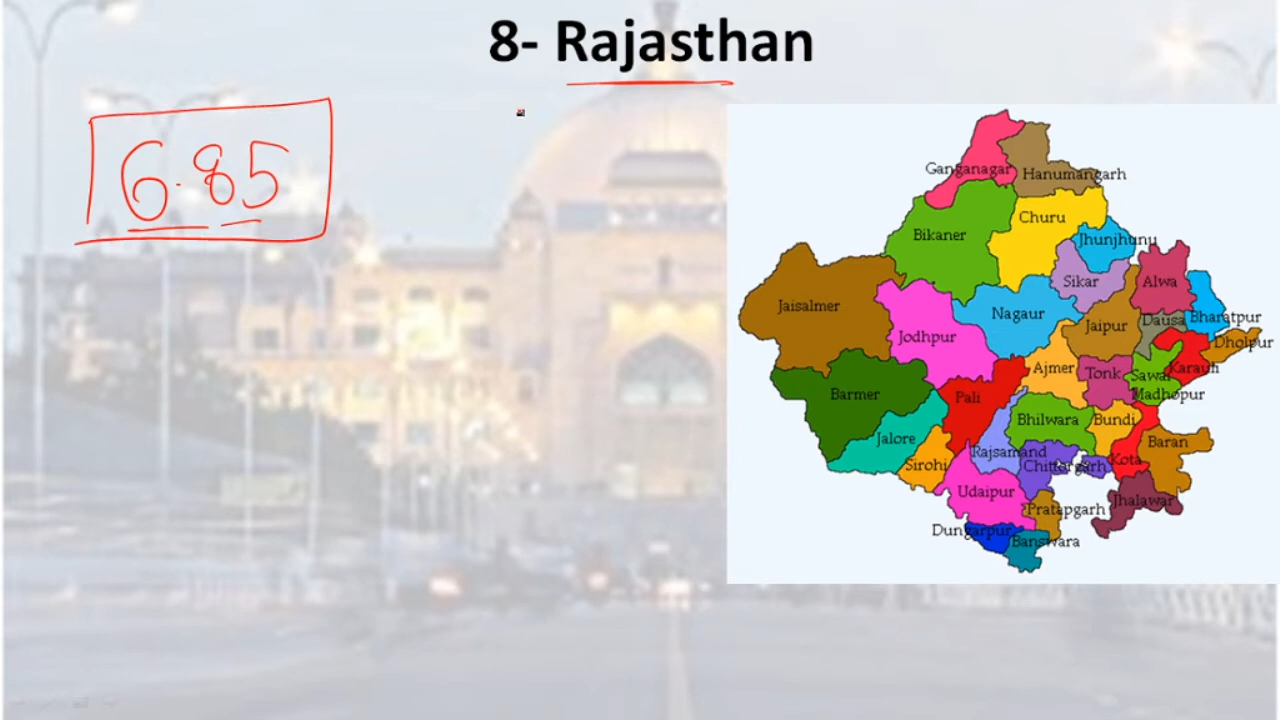 8- Rajasthan
6.85
Ganganagar
Hanumangarh
Churu
Bikaner
Jhunjhunu
Sikar
Alwa
Jaisalmer
Nagaur
Jaipur
Dausa
Bharatpur
Jodhpur
Dholpur
Ajmer
Tonk
Sawai
Madhopur
Karauli
Barmer
Pali
Bhilwara
Bundi
Jalore
Baran
Rajsamand
Sirohi
Chittorgarh
Kota
Udaipur
Pratapgarh
Jhalawar
Dungarpur
Banswara